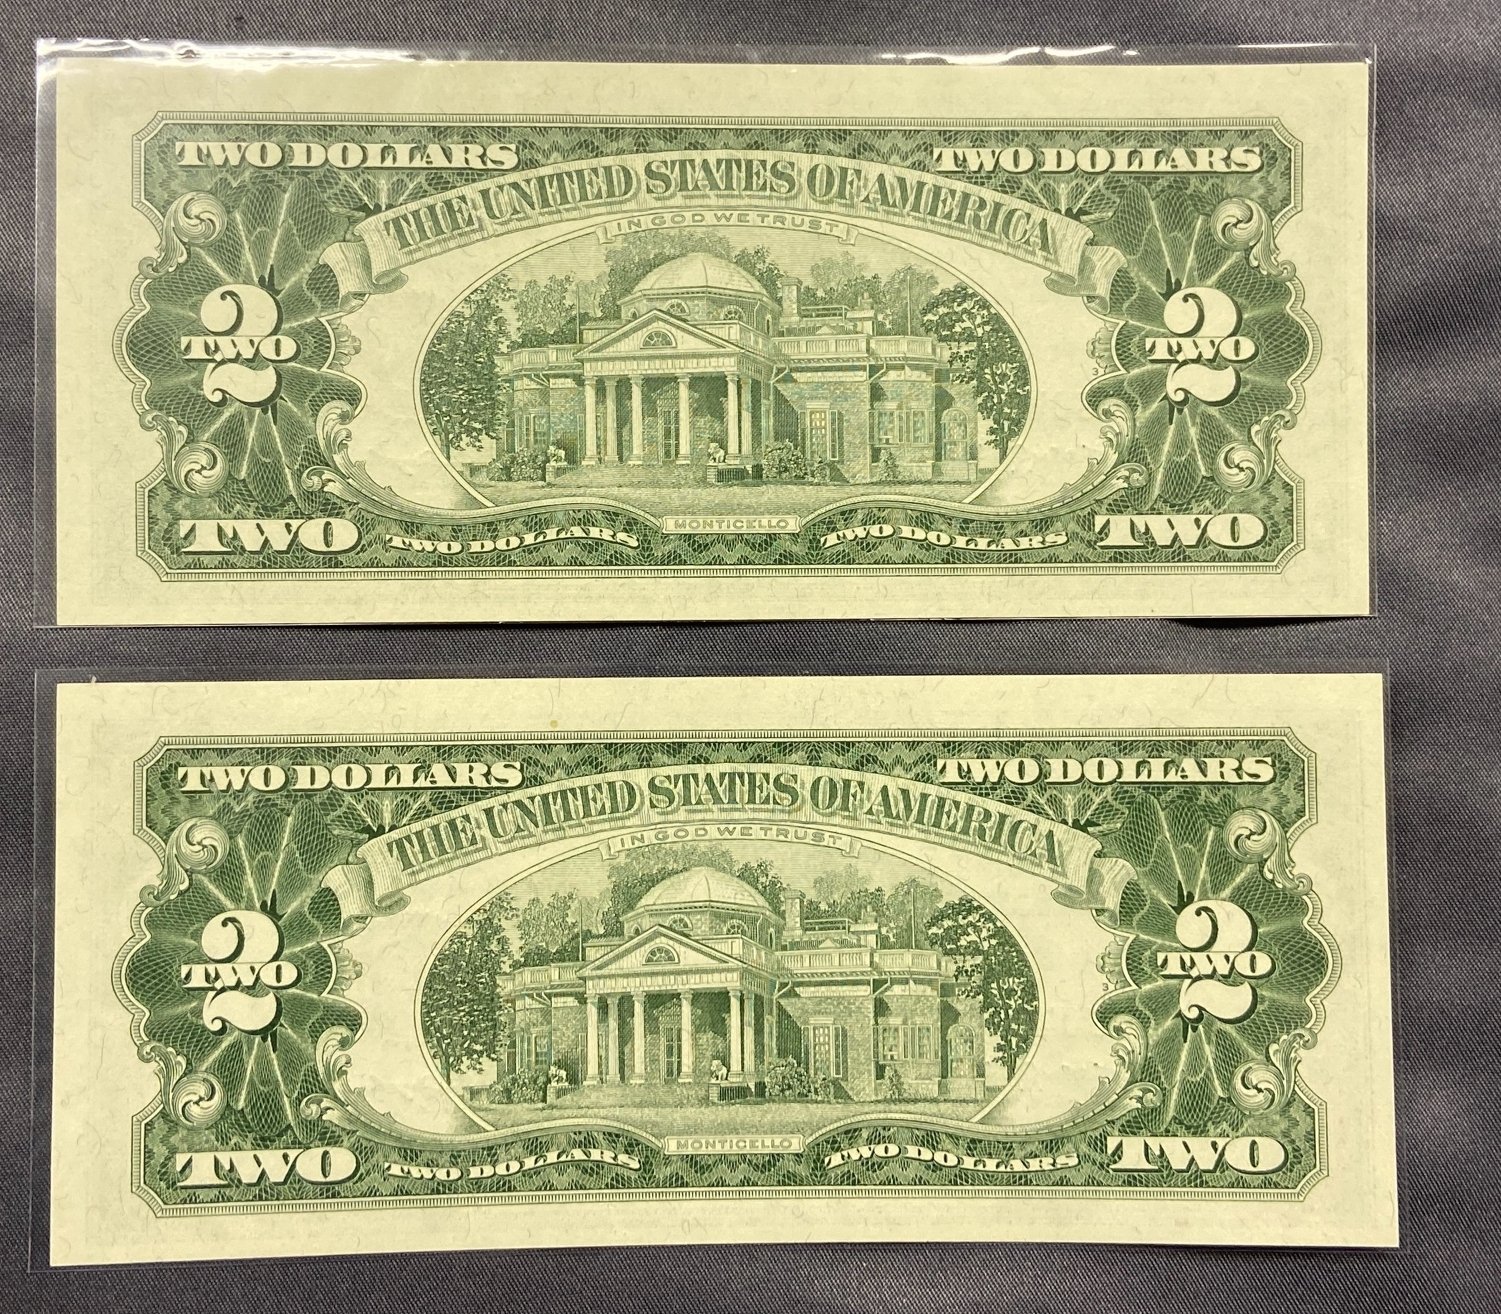 TWO DOLLARS TWO DOLLARS
THE UNITED STATES OF AMERICA
IN GOD WE TRUST
2 2
TWO TWO
3
MONTICELLO
TWO TWO DOLLARS TWO DOLLARS TWO
TWO DOLLARS TWO DOLLARS
THE UNITED STATES OF AMERICA
IN GOD WE TRUST
2 2
TWO TWO
3
MONTICELLO
TWO TWO DOLLARS TWO DOLLARS TWO